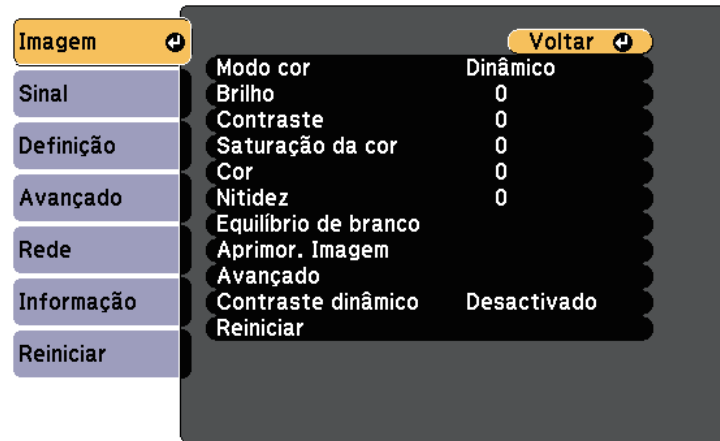 Imagem
Sinal
Definição
Avançado
Rede
Informação
Reiniciar
Voltar
Modo cor Dinâmico
Brilho 0
Contraste 0
Saturação da cor 0
Cor 0
Nitidez 0
Equilíbrio de branco
Aprimor. Imagem
Avançado
Contraste dinâmico Desactivado
Reiniciar